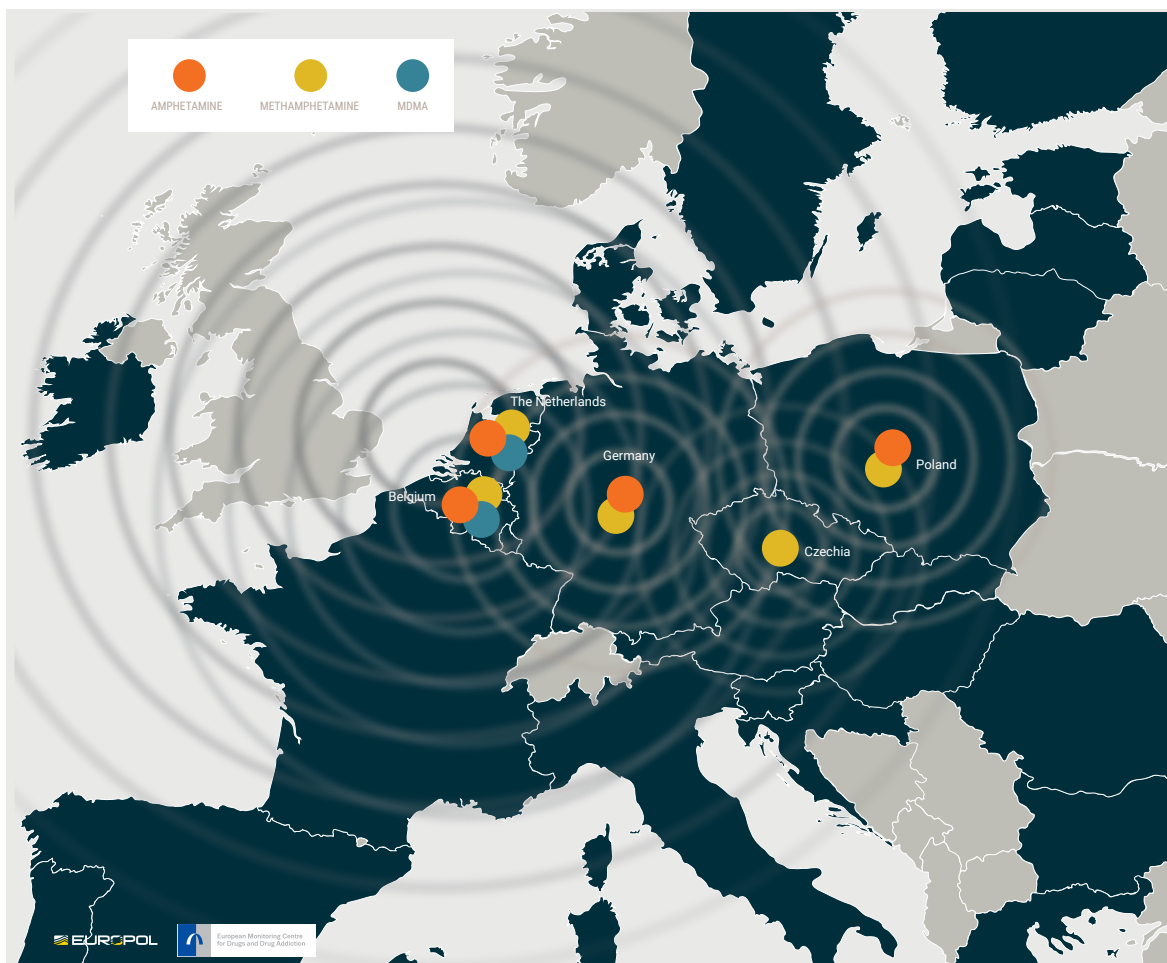 AMPHETAMINE
METHAMPHETAMINE
MDMA
The Netherlands
Germany
Poland
Belgium
Czechia
EUROPOL
European Monitoring Centre
for Drugs and Drug Addiction